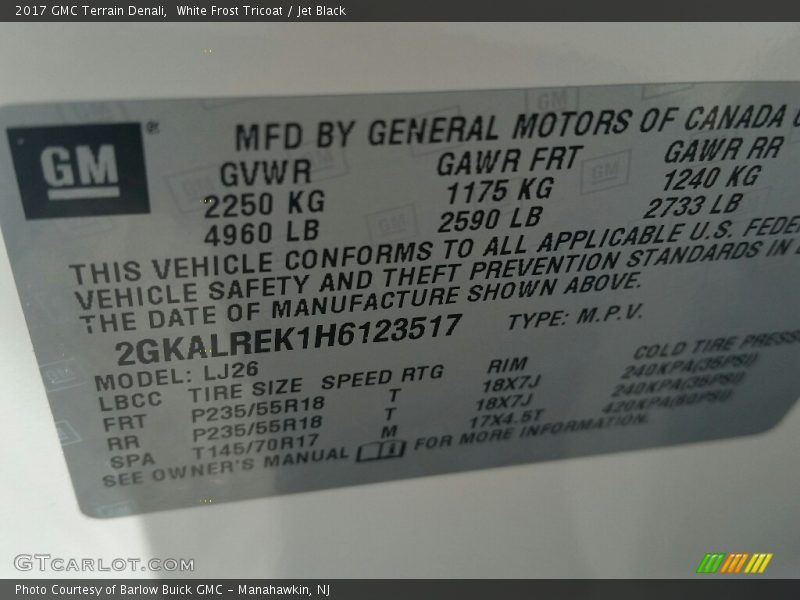 2017 GMC Terrain Denali, White Frost Tricoat / Jet Black
GM ®
MFD BY GENERAL MOTORS OF CANADA
GVWR GAWR FRT GAWR RR
2250 KG 1175 KG 1240 KG
4960 LB 2590 LB 2733 LB
THIS VEHICLE CONFORMS TO ALL APPLICABLE U.S. FEDE
VEHICLE SAFETY AND THEFT PREVENTION STANDARDS IN
THE DATE OF MANUFACTURE SHOWN ABOVE.
2GKALREK1H6123517 TYPE: M.P.V.
MODEL: LJ26
LBCC TIRE SIZE SPEED RTG RIM COLD TIRE PRESS
FRT P235/55R18 T 18X7J 240KPA(35PSI)
RR P235/55R18 T 18X7J 240KPA(35PSI)
SPA T145/70R17 M 17X4.5T 420KPA(60PSI)
SEE OWNER'S MANUAL FOR MORE INFORMATION.
GTCARLOT.COM
Photo Courtesy of Barlow Buick GMC - Manahawkin, NJ